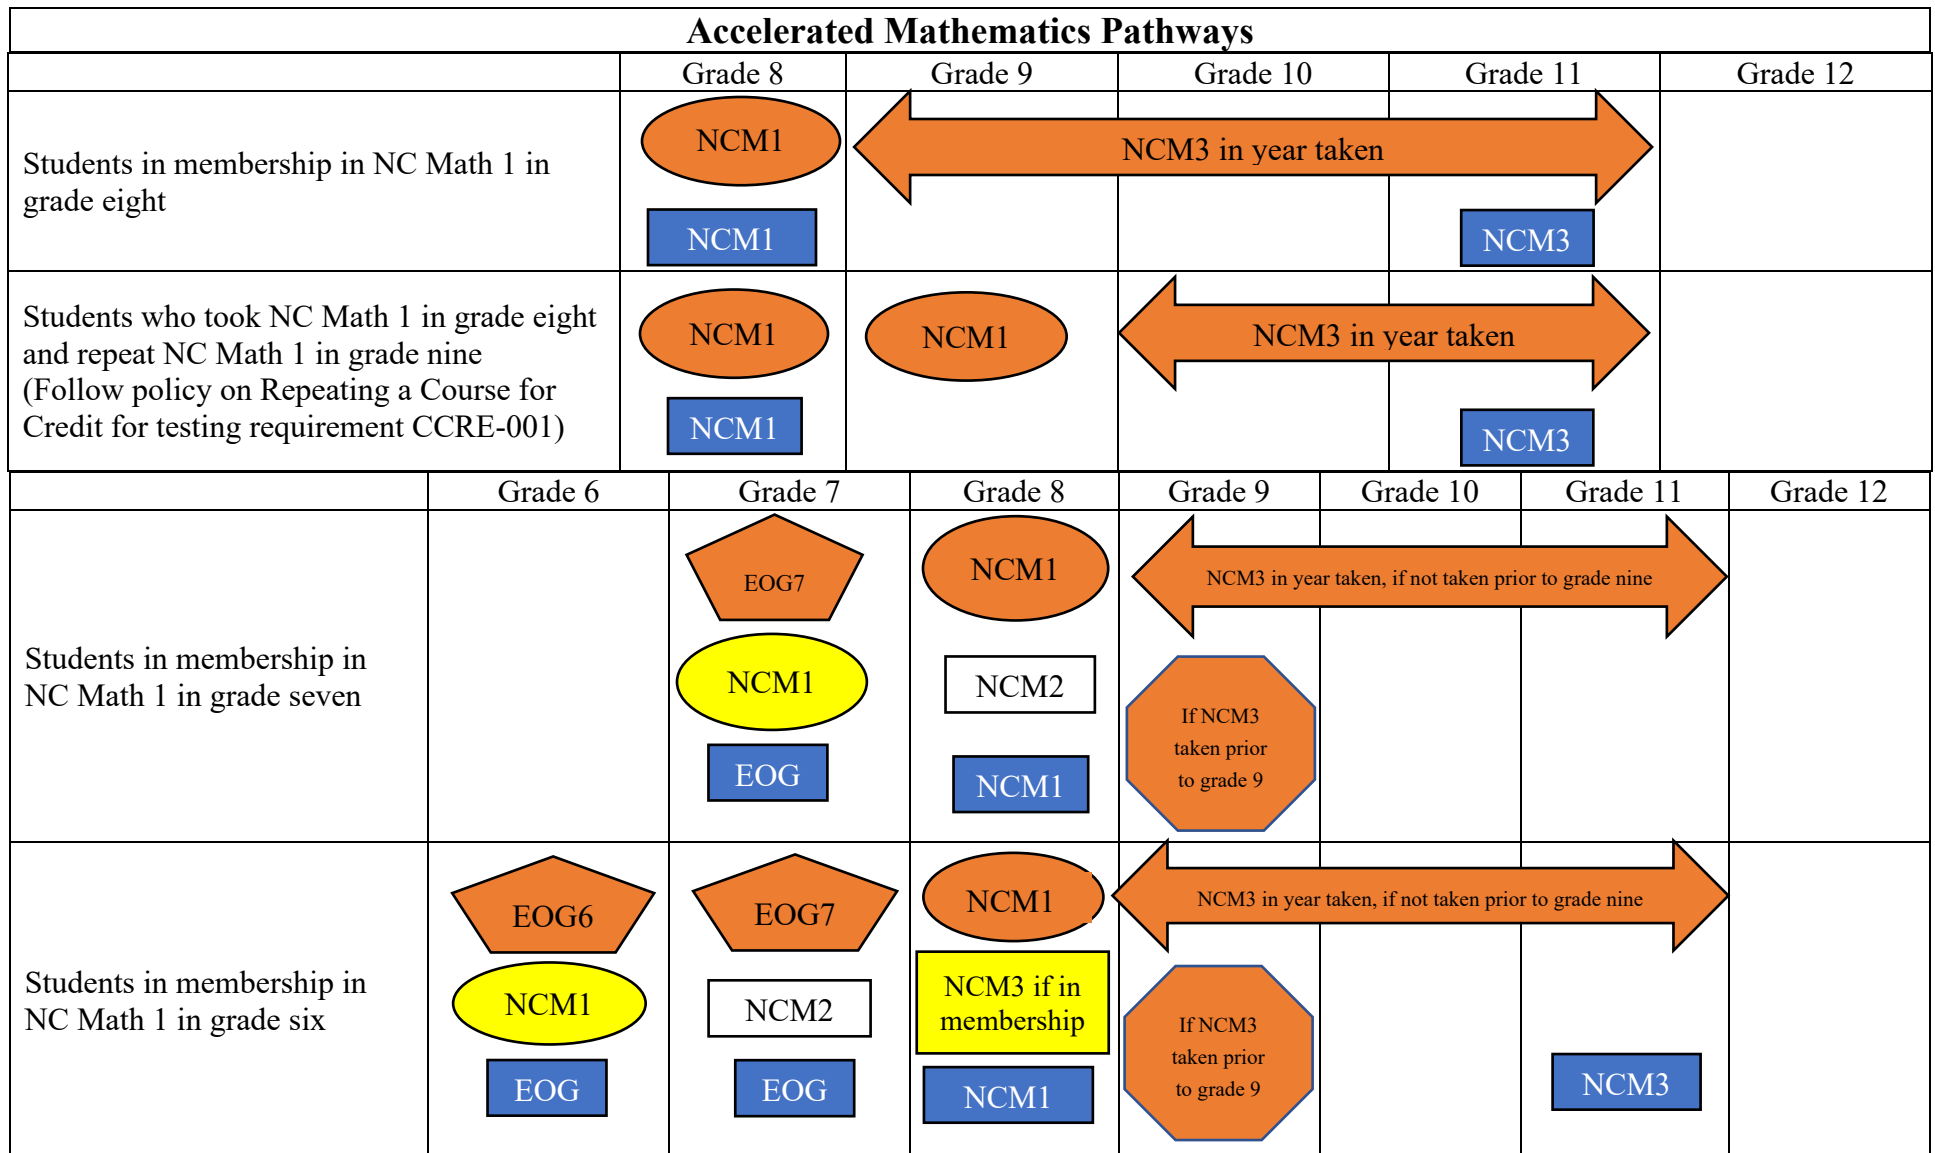 Accelerated Mathematics Pathways
Grade 8
Grade 9
Grade 10
Grade 11
Grade 12
Students in membership in NC Math 1 in
grade eight
NCM1
NCM3 in year taken
NCM1
NCM3
Students who took NC Math 1 in grade eight
and repeat NC Math 1 in grade nine
(Follow policy on Repeating a Course for
Credit for testing requirement CCRE-001)
NCM1
NCM1
NCM3 in year taken
NCM1
NCM3
Grade 6
Grade 7
Grade 8
Grade 9
Grade 10
Grade 11
Grade 12
Students in membership in
NC Math 1 in grade seven
EOG7
NCM1
EOG
NCM1
NCM2
NCM1
NCM3 in year taken, if not taken prior to grade nine
If NCM3
taken prior
to grade 9
Students in membership in
NC Math 1 in grade six
EOG6
NCM1
EOG
EOG7
NCM2
EOG
NCM1
NCM3 if in
membership
NCM1
NCM3 in year taken, if not taken prior to grade nine
If NCM3
taken prior
to grade 9
NCM3